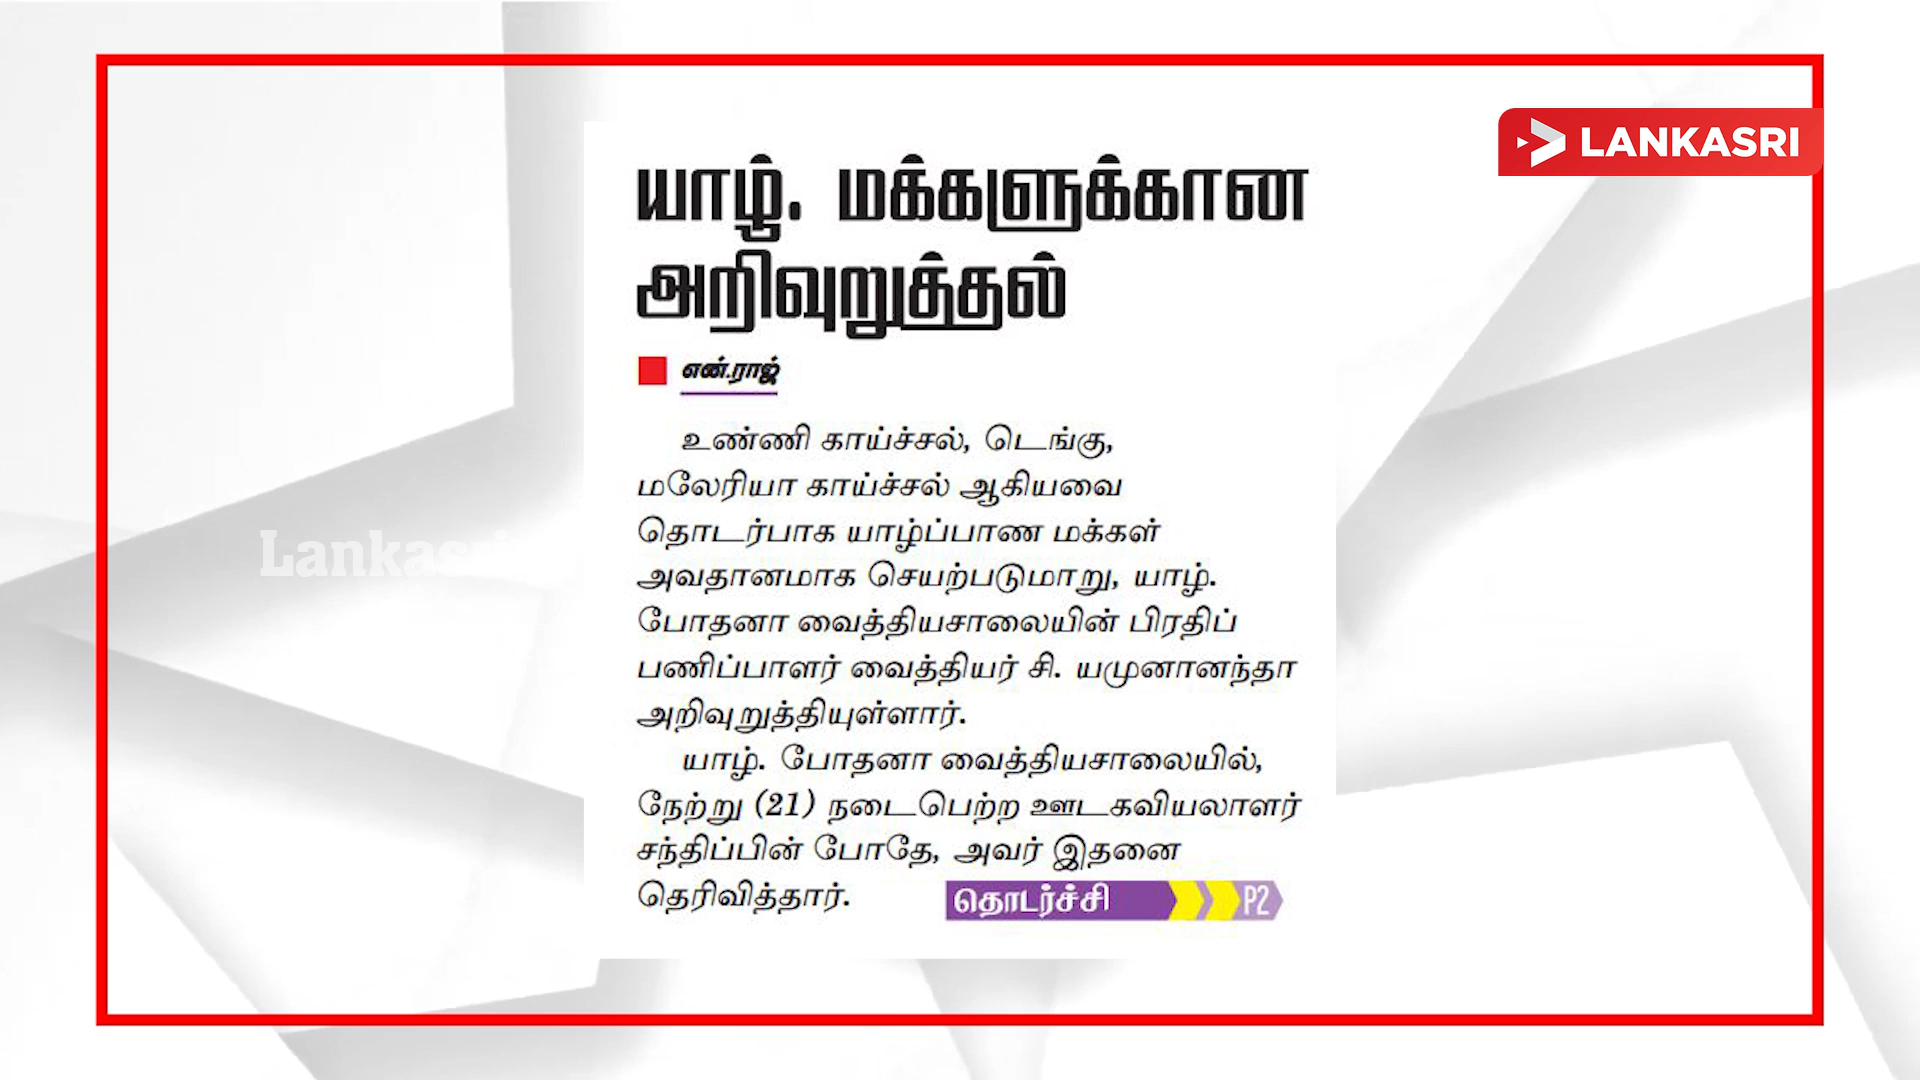 LANKASRI
யாழ். மக்களுக்கான
அறிவுறுத்தல்
என்.ராஜ்
உண்ணி காய்ச்சல், டெங்கு,
மலேரியா காய்ச்சல் ஆகியவை
தொடர்பாக யாழ்ப்பாண மக்கள்
அவதானமாக செயற்படுமாறு, யாழ்.
போதனா வைத்தியசாலையின் பிரதிப்
பணிப்பாளர் வைத்தியர் சி. யமுனானந்தா
அறிவுறுத்தியுள்ளார்.
யாழ். போதனா வைத்தியசாலையில்,
நேற்று (21) நடைபெற்ற ஊடகவியலாளர்
சந்திப்பின் போதே, அவர் இதனை
தெரிவித்தார்.
தொடர்ச்சி P2
Lankasri